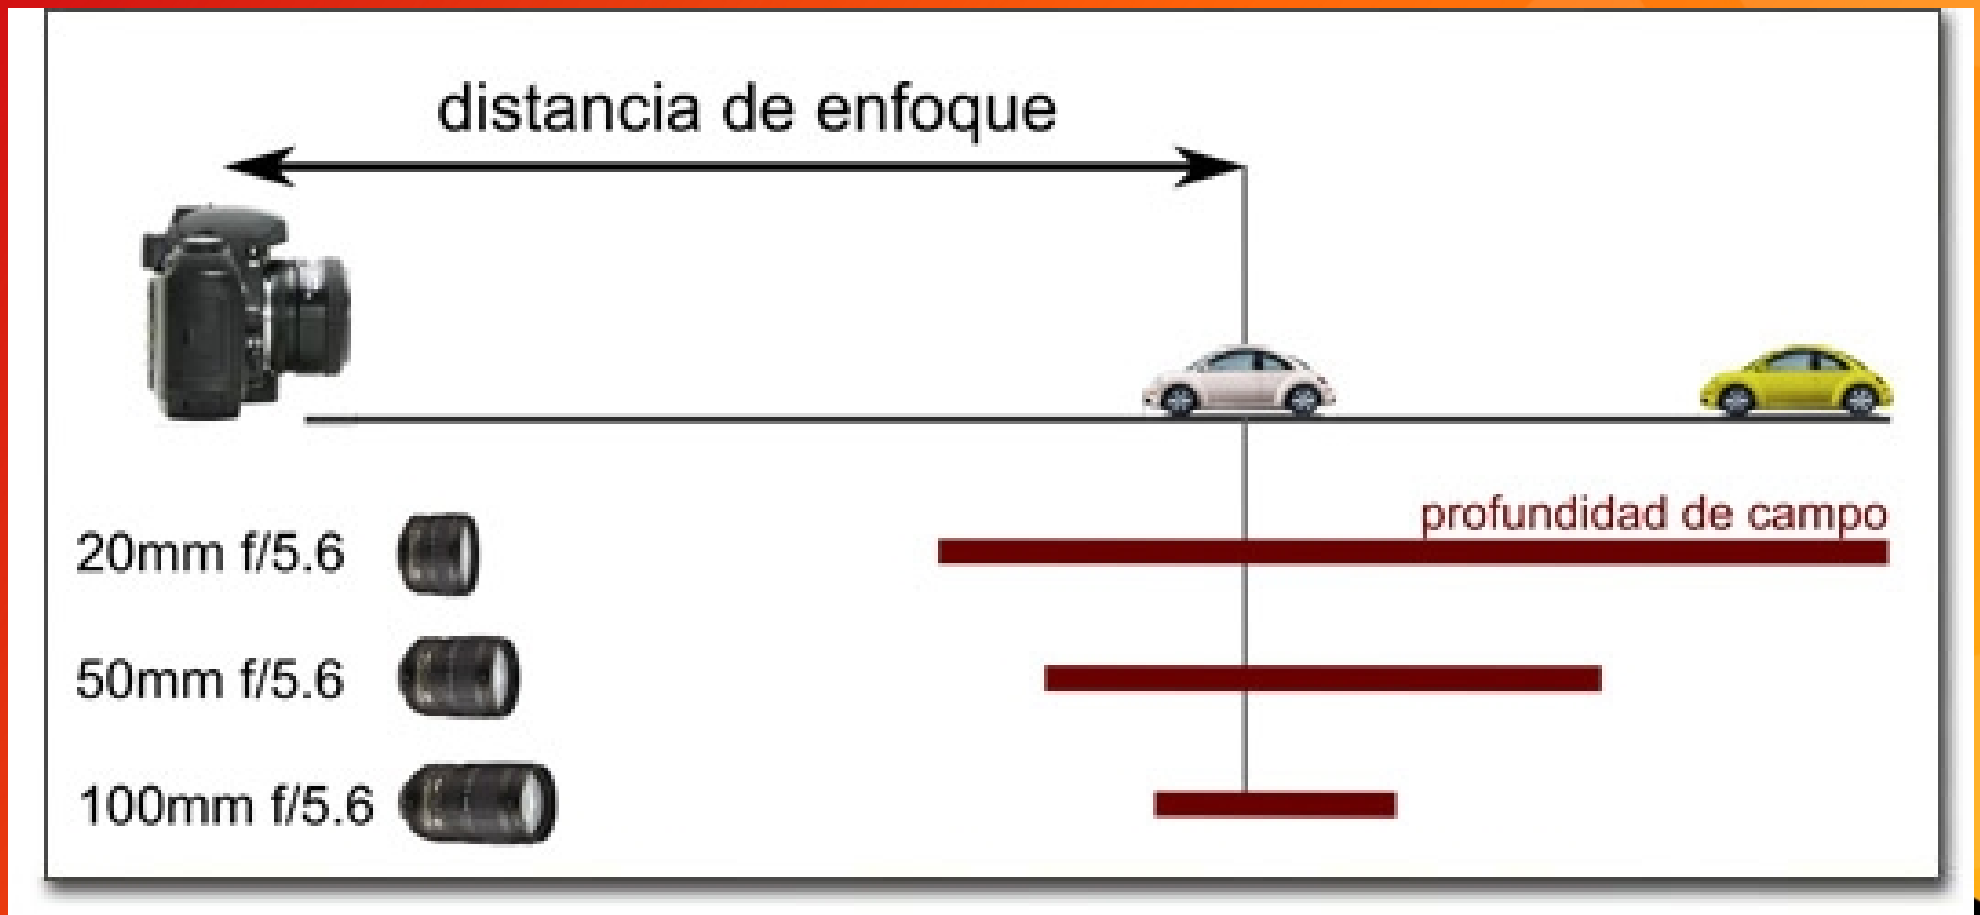 distancia de enfoque
profundidad de campo
20mm f/5.6
50mm f/5.6
100mm f/5.6